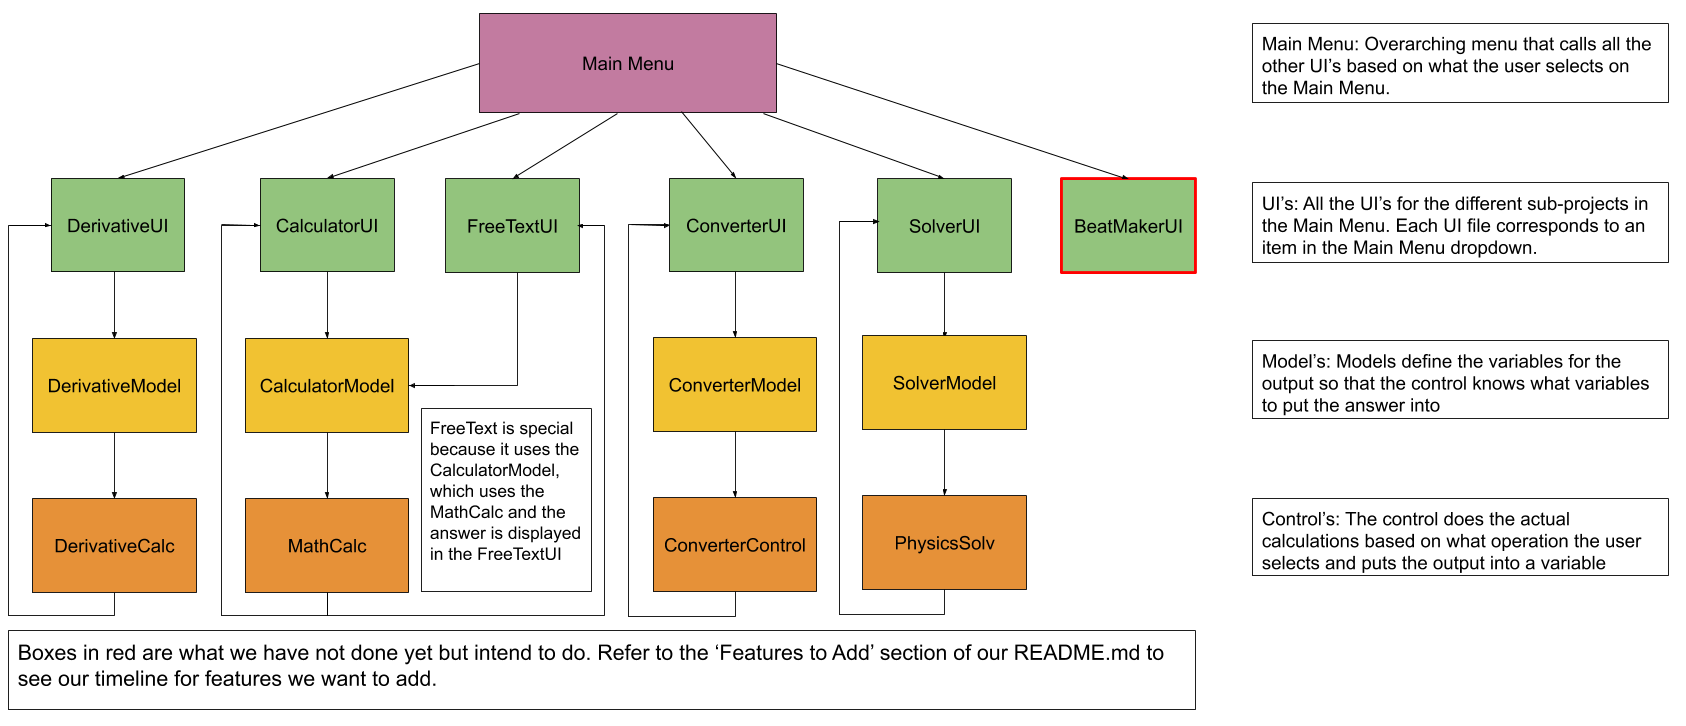 Main Menu
Main Menu: Overarching menu that calls all the
other UI's based on what the user selects on
the Main Menu.
DerivativeUI
CalculatorUI
FreeTextUI
ConverterUI
SolverUI
BeatMakerUI
UI's: All the UI's for the different sub-projects in
the Main Menu. Each UI file corresponds to an
item in the Main Menu dropdown.
DerivativeModel
CalculatorModel
ConverterModel
SolverModel
Model's: Models define the variables for the
output so that the control knows what variables
to put the answer into
FreeText is special
because it uses the
CalculatorModel,
which uses the
MathCalc and the
answer is displayed
in the FreeTextUI
DerivativeCalc
MathCalc
ConverterControl
PhysicsSolv
Control's: The control does the actual
calculations based on what operation the user
selects and puts the output into a variable
Boxes in red are what we have not done yet but intend to do. Refer to the ‘Features to Add’ section of our README.md to
see our timeline for features we want to add.